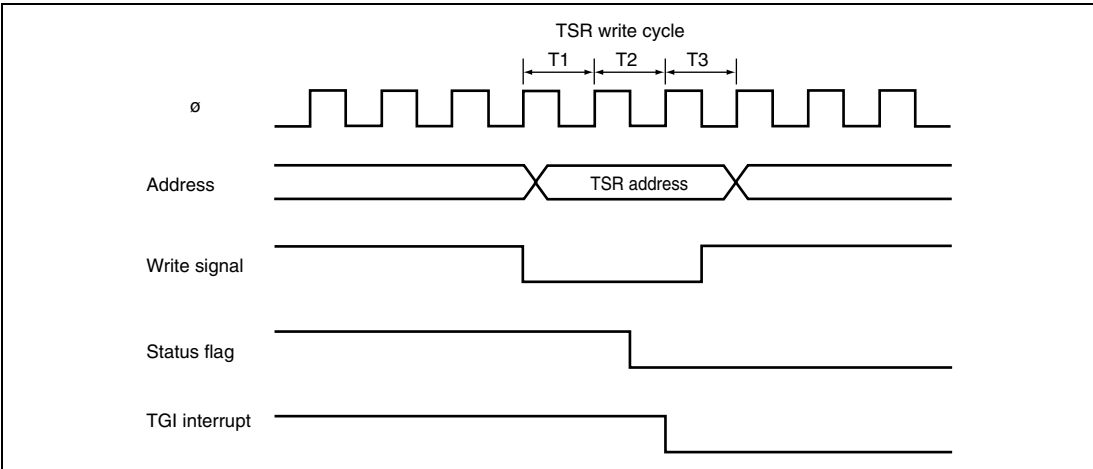 TSR write cycle
T1 T2 T3
ø
Address
TSR address
Write signal
Status flag
TGI interrupt